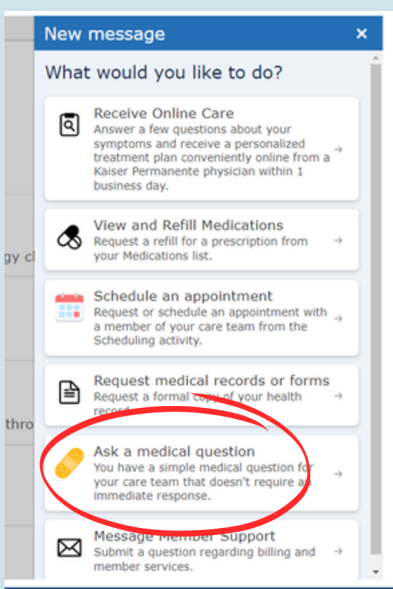 New message
×
What would you like to do?
Receive Online Care
Answer a few questions about your
symptoms and receive a personalized
treatment plan conveniently online from a
Kaiser Permanente physician within 1
business day.
View and Refill Medications
Request a refill for a prescription from
your Medications list.
gy cl
Schedule an appointment
Request or schedule an appointment with
a member of your care team from the
Scheduling activity.
Request medical records or forms
Request a formal copy of your health
record.
thro
Ask a medical question
You have a simple medical question for
your care team that doesn't require an
immediate response.
Message Member Support
Submit a question regarding billing and
member services.